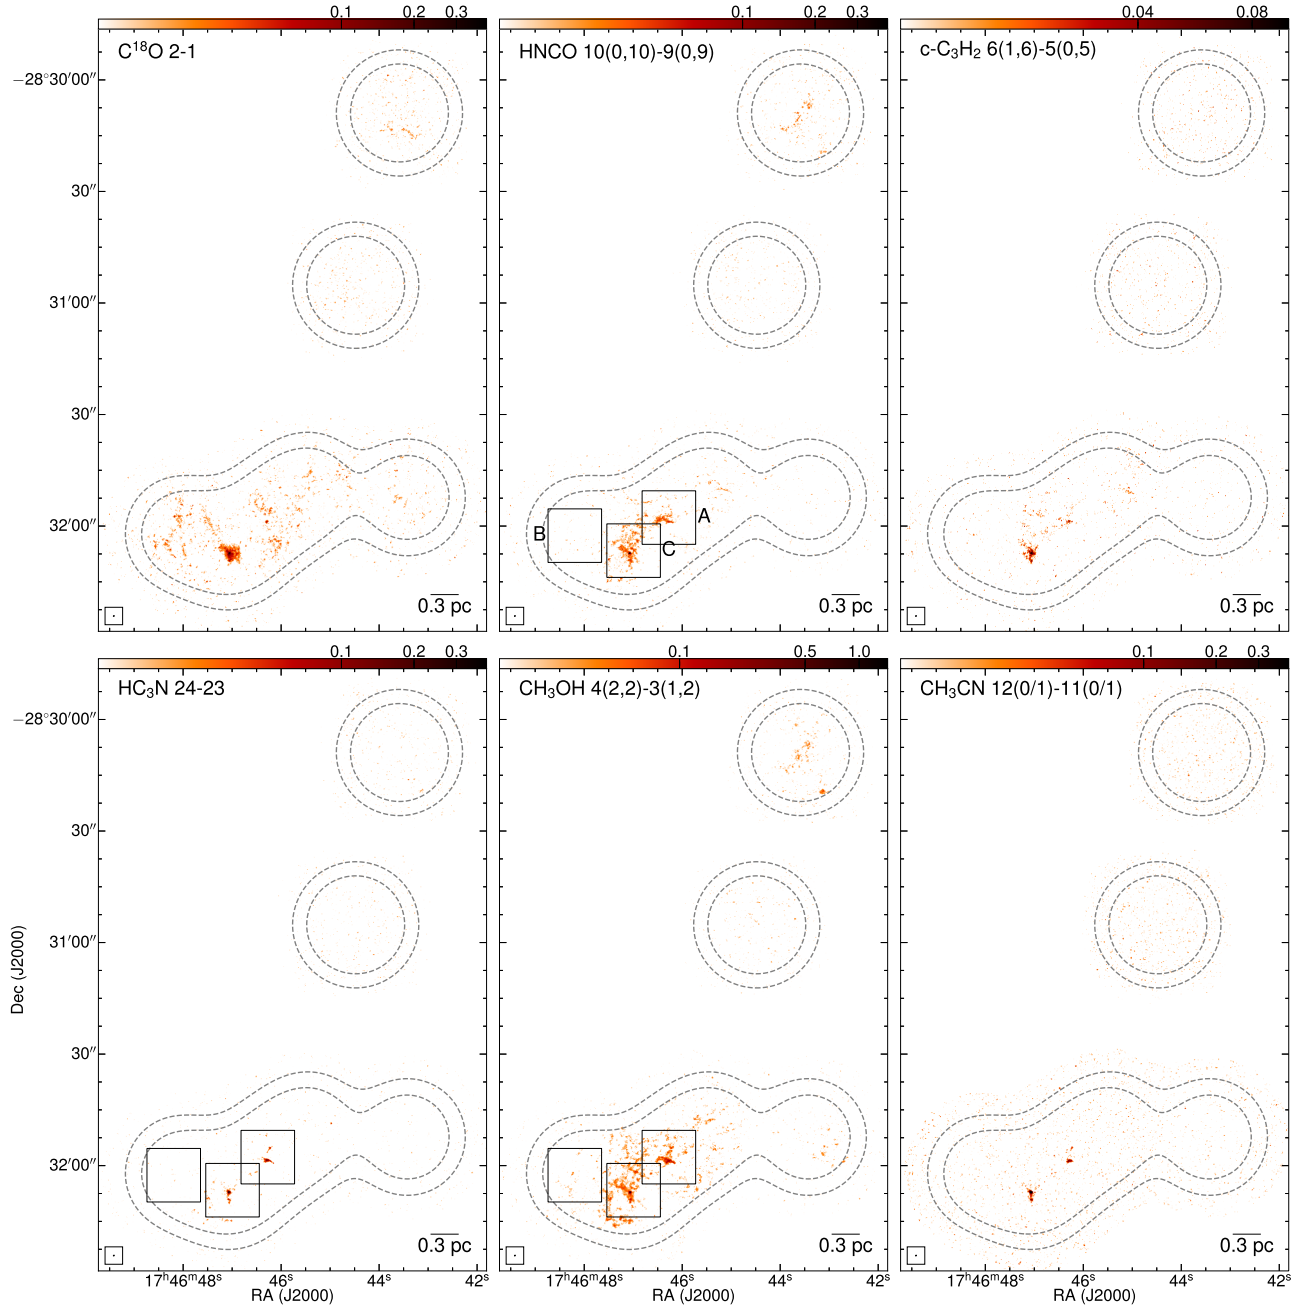 0.1 0.2 0.3
C¹⁸O 2-1
−28°30′00″
30″
31′00″
30″
32′00″
0.3 pc
0.1 0.2 0.3
HNCO 10(0,10)-9(0,9)
A
B
C
0.3 pc
0.04 0.08
c-C₃H₂ 6(1,6)-5(0,5)
0.3 pc
0.1 0.2 0.3
HC₃N 24-23
−28°30′00″
30″
31′00″
30″
32′00″
Dec (J2000)
0.3 pc
17ʰ46ᵐ48ˢ 46ˢ 44ˢ 42ˢ
RA (J2000)
0.1 0.5 1.0
CH₃OH 4(2,2)-3(1,2)
0.3 pc
17ʰ46ᵐ48ˢ 46ˢ 44ˢ 42ˢ
RA (J2000)
0.1 0.2 0.3
CH₃CN 12(0/1)-11(0/1)
0.3 pc
17ʰ46ᵐ48ˢ 46ˢ 44ˢ 42ˢ
RA (J2000)